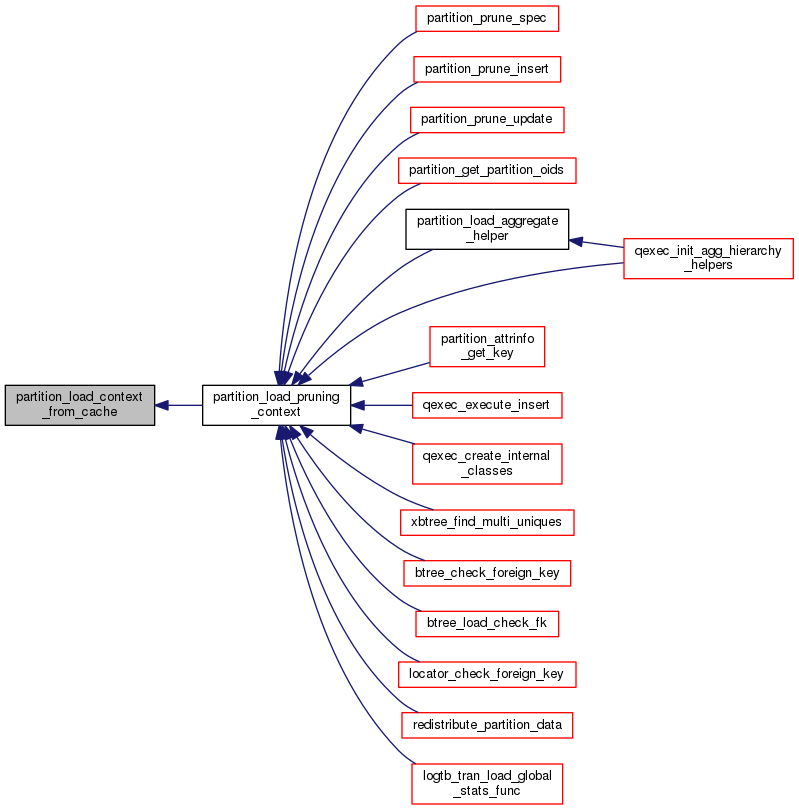 partition_prune_spec
partition_prune_insert
partition_prune_update
partition_get_partition_oids
partition_load_aggregate
_helper
qexec_init_agg_hierarchy
_helpers
partition_attrinfo
_get_key
partition_load_context
_from_cache
partition_load_pruning
_context
qexec_execute_insert
qexec_create_internal
_classes
xbtree_find_multi_uniques
btree_check_foreign_key
btree_load_check_fk
locator_check_foreign_key
redistribute_partition_data
logtb_tran_load_global
_stats_func